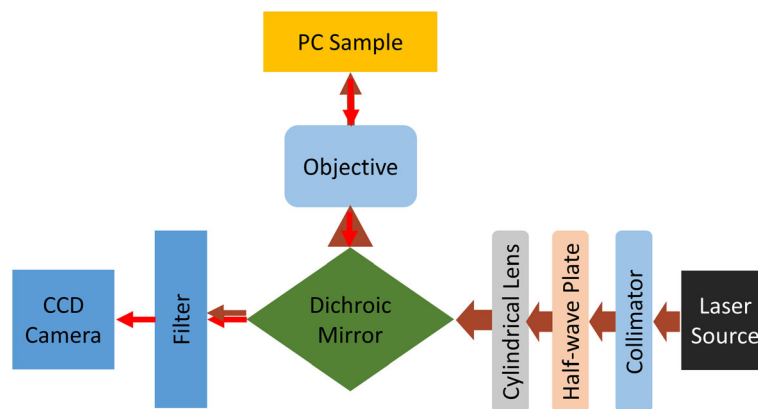 PC Sample
Objective
CCD
Camera
Filter
Dichroic
Mirror
Cylindrical Lens
Half-wave Plate
Collimator
Laser
Source